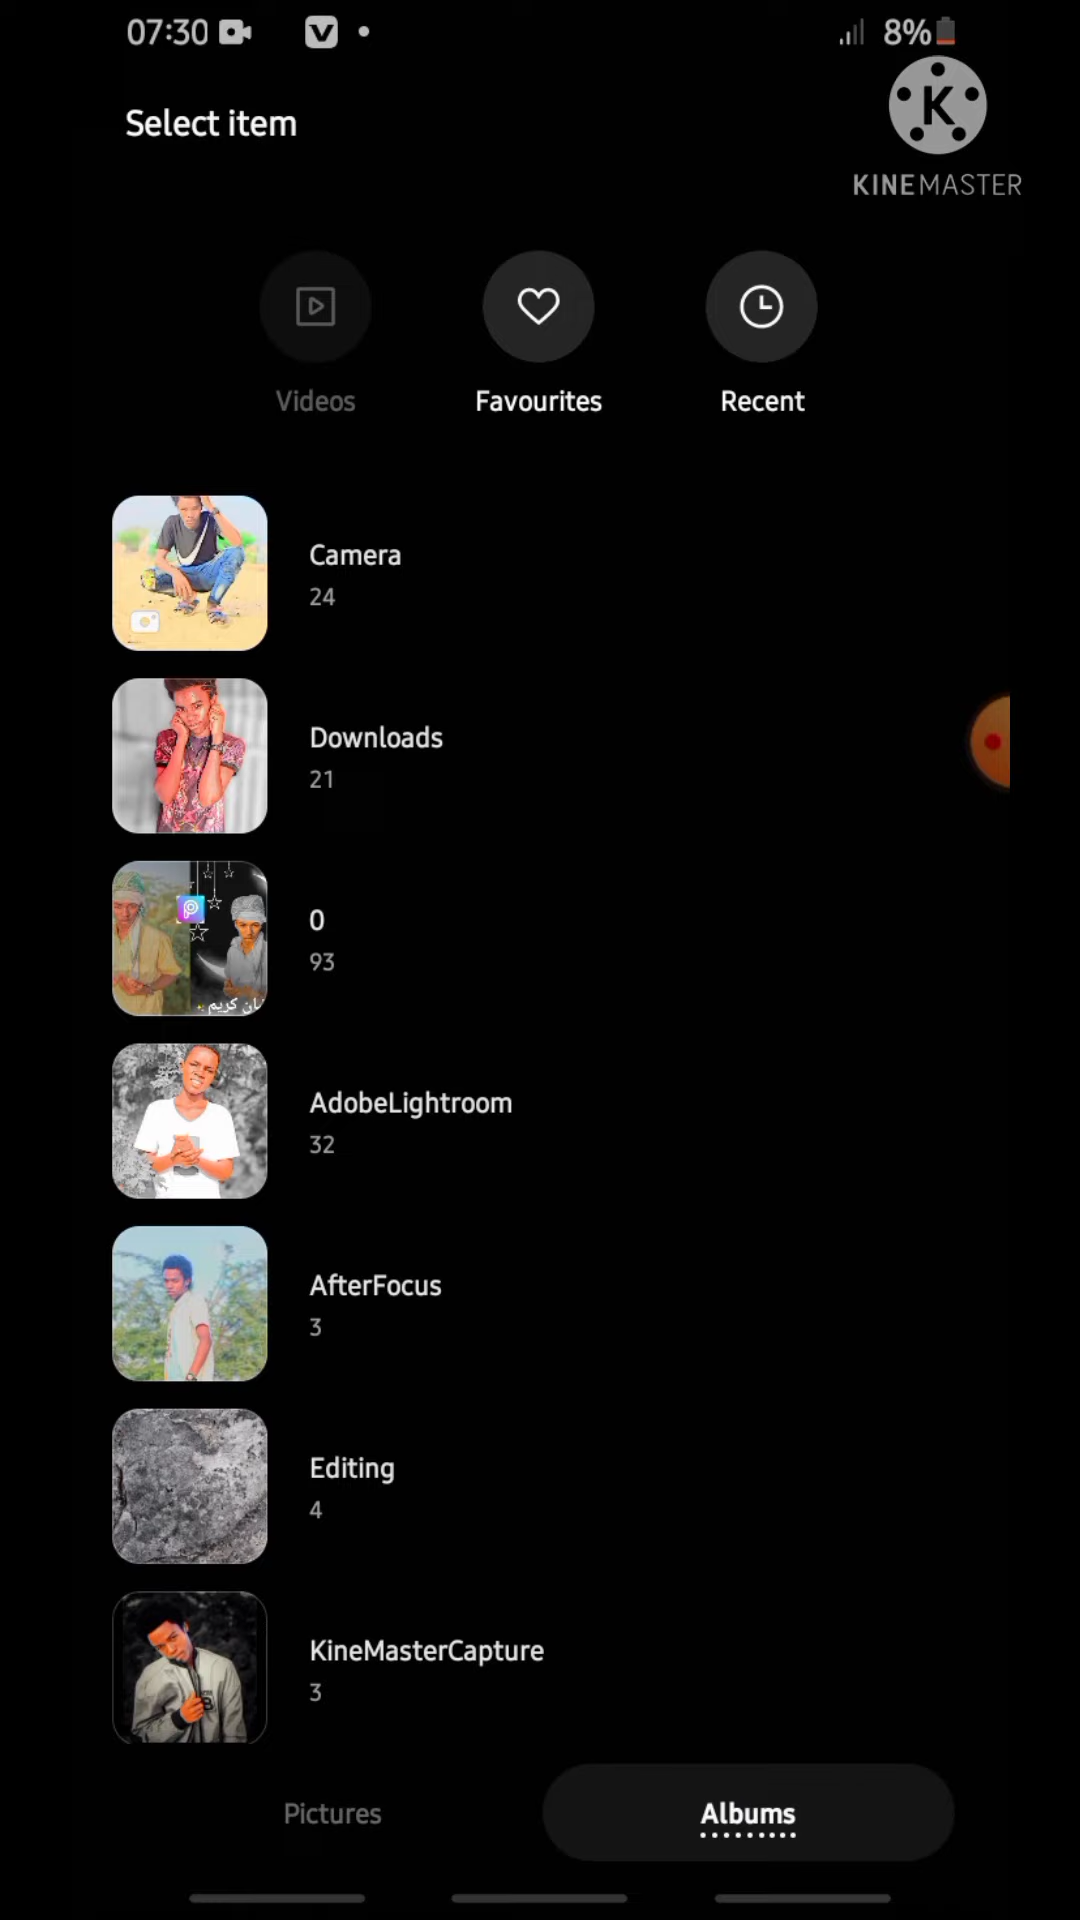 07:30
8%
Select item
K
KINEMASTER
Videos
Favourites
Recent
Camera
24
Downloads
21
0
93
كريم
AdobeLightroom
32
AfterFocus
3
Editing
4
KineMasterCapture
3
Pictures
Albums